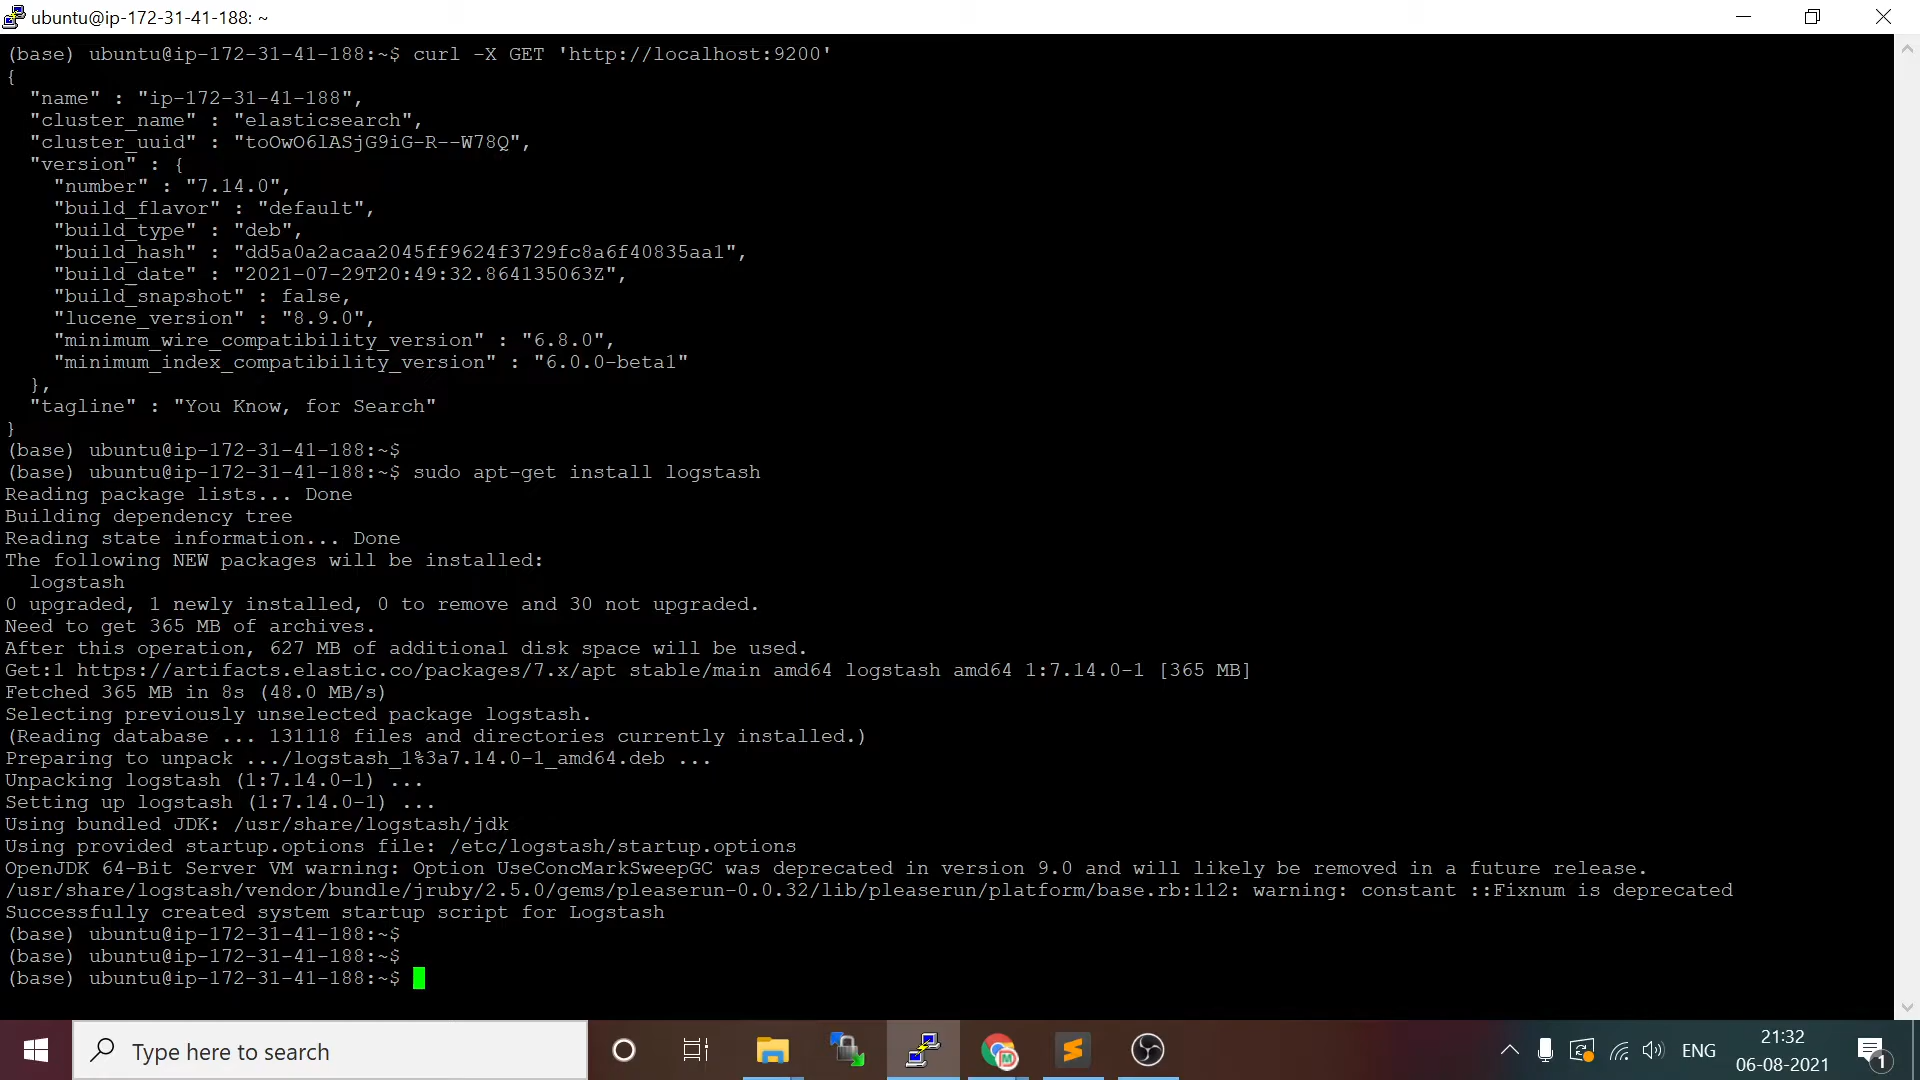 ubuntu@ip-172-31-41-188: ~
(base) ubuntu@ip-172-31-41-188:~$ curl -X GET 'http://localhost:9200'
{
  "name" : "ip-172-31-41-188",
  "cluster_name" : "elasticsearch",
  "cluster_uuid" : "toOwO6lASjG9iG-R--W78Q",
  "version" : {
    "number" : "7.14.0",
    "build_flavor" : "default",
    "build_type" : "deb",
    "build_hash" : "dd5a0a2acaa2045ff9624f3729fc8a6f40835aa1",
    "build_date" : "2021-07-29T20:49:32.864135063Z",
    "build_snapshot" : false,
    "lucene_version" : "8.9.0",
    "minimum_wire_compatibility_version" : "6.8.0",
    "minimum_index_compatibility_version" : "6.0.0-beta1"
  },
  "tagline" : "You Know, for Search"
}
(base) ubuntu@ip-172-31-41-188:~$
(base) ubuntu@ip-172-31-41-188:~$ sudo apt-get install logstash
Reading package lists... Done
Building dependency tree
Reading state information... Done
The following NEW packages will be installed:
  logstash
0 upgraded, 1 newly installed, 0 to remove and 30 not upgraded.
Need to get 365 MB of archives.
After this operation, 627 MB of additional disk space will be used.
Get:1 https://artifacts.elastic.co/packages/7.x/apt stable/main amd64 logstash amd64 1:7.14.0-1 [365 MB]
Fetched 365 MB in 8s (48.0 MB/s)
Selecting previously unselected package logstash.
(Reading database ... 131118 files and directories currently installed.)
Preparing to unpack .../logstash_1%3a7.14.0-1_amd64.deb ...
Unpacking logstash (1:7.14.0-1) ...
Setting up logstash (1:7.14.0-1) ...
Using bundled JDK: /usr/share/logstash/jdk
Using provided startup.options file: /etc/logstash/startup.options
OpenJDK 64-Bit Server VM warning: Option UseConcMarkSweepGC was deprecated in version 9.0 and will likely be removed in a future release.
/usr/share/logstash/vendor/bundle/jruby/2.5.0/gems/pleaserun-0.0.32/lib/pleaserun/platform/base.rb:112: warning: constant ::Fixnum is deprecated
Successfully created system startup script for Logstash
(base) ubuntu@ip-172-31-41-188:~$
(base) ubuntu@ip-172-31-41-188:~$
(base) ubuntu@ip-172-31-41-188:~$
Type here to search
ENG
21:32
06-08-2021
1